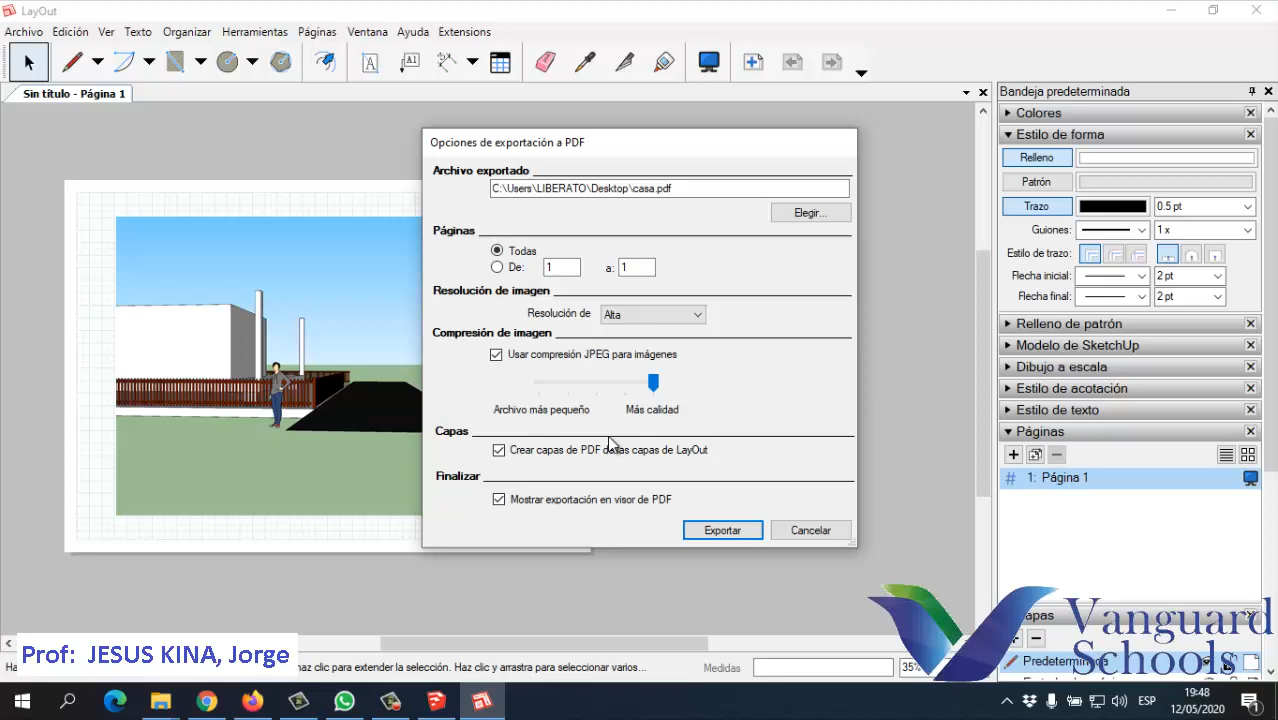 LayOut
Archivo Edición Ver Texto Organizar Herramientas Páginas Ventana Ayuda Extensions
Sin título - Página 1
Opciones de exportación a PDF
Archivo exportado
C:\Users\LIBERATO\Desktop\casa.pdf
Elegir...
Páginas
Todas
De: 1 a: 1
Resolución de imagen
Resolución de Alta
Compresión de imagen
Usar compresión JPEG para imágenes
Archivo más pequeño Más calidad
Capas
Crear capas de PDF capas de LayOut
Finalizar
Mostrar exportación en visor de PDF
Exportar Cancelar
Bandeja predeterminada
Colores
Estilo de forma
Relleno
Patrón
Trazo 0.5 pt
Guiones: 1 x
Estilo de trazo:
Flecha inicial: 2 pt
Flecha final: 2 pt
Relleno de patrón
Modelo de SketchUp
Dibujo a escala
Estilo de acotación
Estilo de texto
Páginas
# 1: Página 1
Vanguard
Schools
Prof: JESUS KINA, Jorge
haz clic para extender la selección. Haz clic y arrastra para seleccionar varios...
Medidas
35%
ESP
19:48
12/05/2020